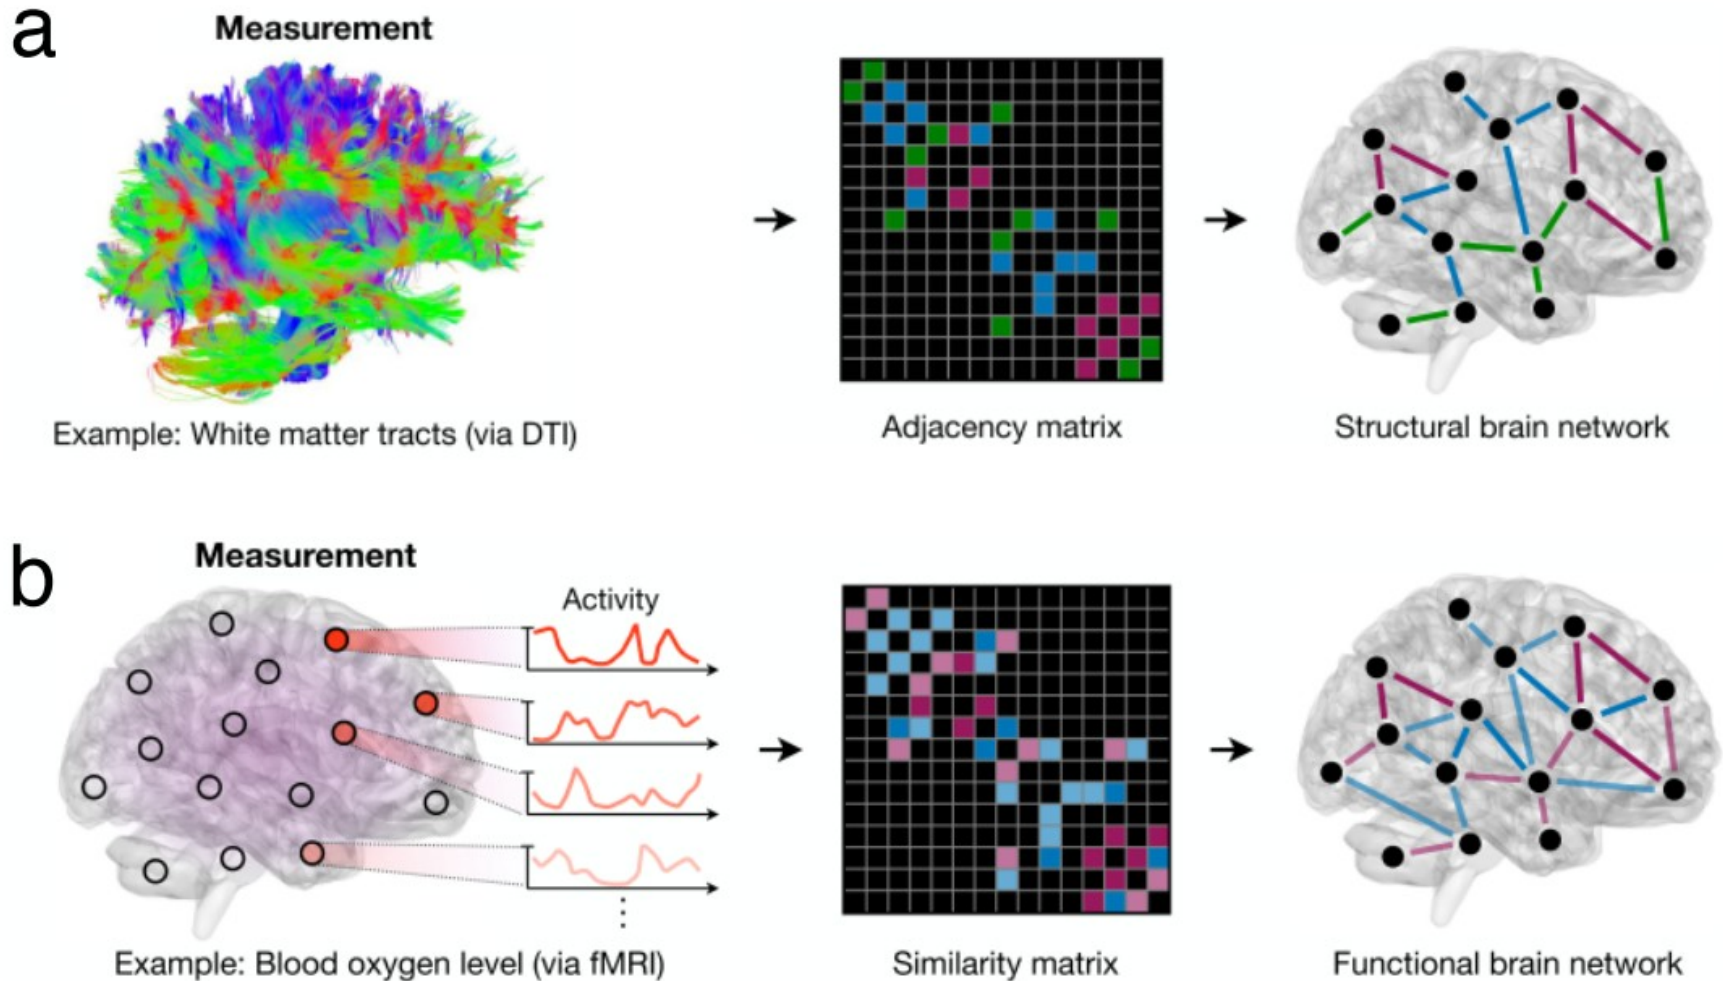 a
Measurement
Example: White matter tracts (via DTI)
Adjacency matrix
Structural brain network
b
Measurement
Activity
Example: Blood oxygen level (via fMRI)
Similarity matrix
Functional brain network